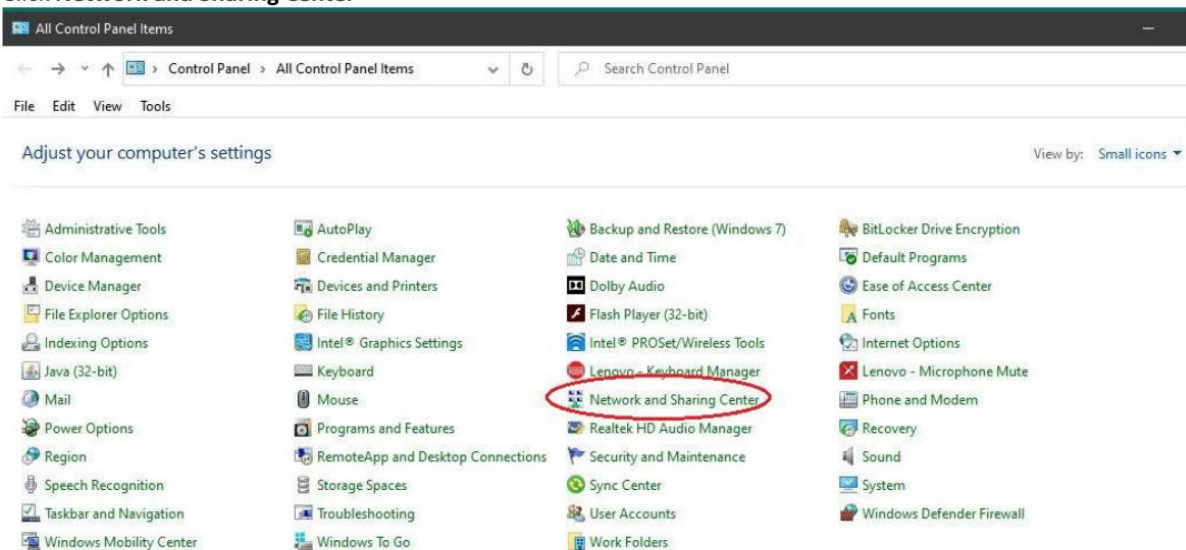 Click Network and Sharing Center
All Control Panel Items
Control Panel > All Control Panel Items
Search Control Panel
File Edit View Tools
Adjust your computer's settings
View by: Small icons
Administrative Tools AutoPlay Backup and Restore (Windows 7) BitLocker Drive Encryption
Color Management Credential Manager Date and Time Default Programs
Device Manager Devices and Printers Dolby Audio Ease of Access Center
File Explorer Options File History Flash Player (32-bit) Fonts
Indexing Options Intel® Graphics Settings Intel® PROSet/Wireless Tools Internet Options
Java (32-bit) Keyboard Lenovo - Keyboard Manager Lenovo - Microphone Mute
Mail Mouse Network and Sharing Center Phone and Modem
Power Options Programs and Features Realtek HD Audio Manager Recovery
Region RemoteApp and Desktop Connections Security and Maintenance Sound
Speech Recognition Storage Spaces Sync Center System
Taskbar and Navigation Troubleshooting User Accounts Windows Defender Firewall
Windows Mobility Center Windows To Go Work Folders